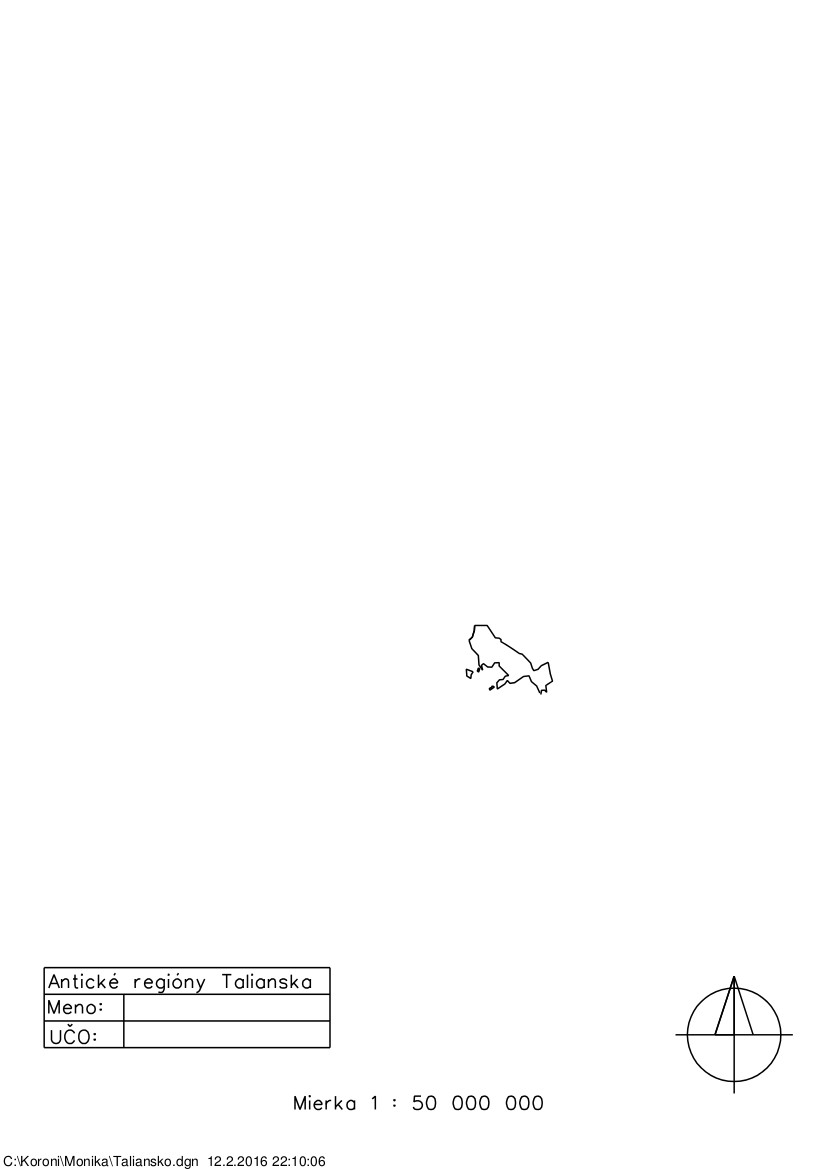 Antické regióny Talianska
Meno:
UČO:
Mierka 1 : 50 000 000
C:\Koroni\Monika\Taliansko.dgn 12.2.2016 22:10:06